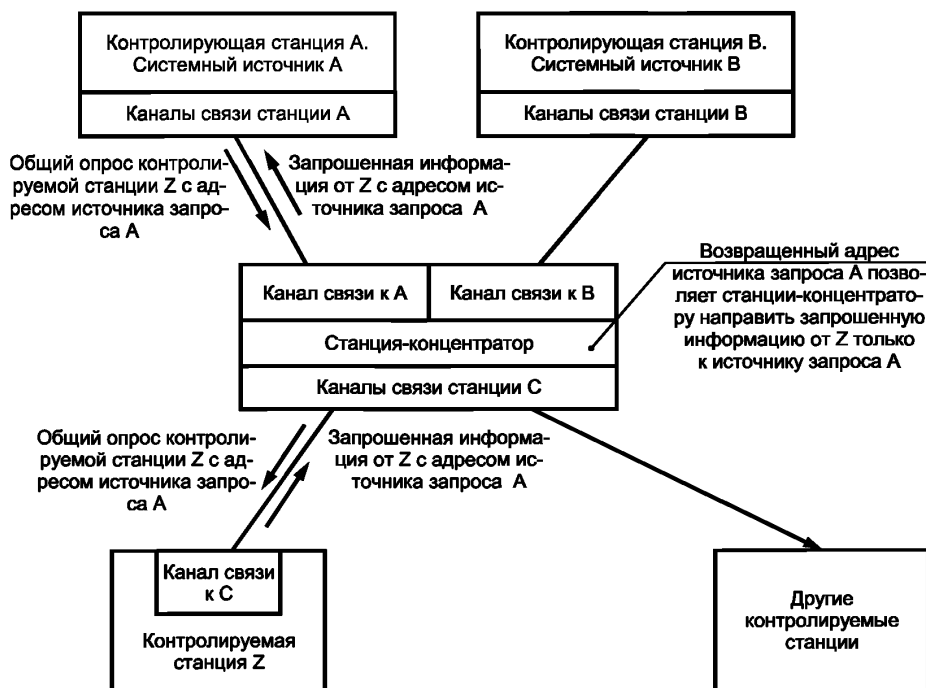 Контролирующая станция А.
Системный источник А
Каналы связи станции А
Контролирующая станция В.
Системный источник В
Каналы связи станции В
Общий опрос контроли-
руемой станции Z с ад-
ресом источника запро-
са А
Запрошенная информа-
ция от Z с адресом ис-
точника запроса А
Возвращенный адрес
источника запроса А позво-
ляет станции-концентрато-
ру направить запрошенную
информацию от Z только
к источнику запроса А
Канал связи к А
Канал связи к В
Станция-концентратор
Каналы связи станции С
Общий опрос контроли-
руемой станции Z с ад-
ресом источника запро-
са А
Запрошенная информа-
ция от Z с адресом ис-
точника запроса А
Канал связи
к С
Контролируемая
станция Z
Другие
контролируемые
станции